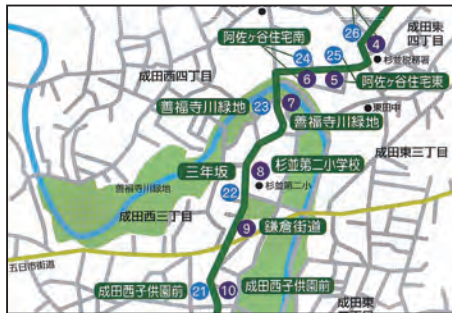 成田東
四丁目
阿佐ヶ谷住宅南
26
4
24
25
杉並税務署
成田西四丁目
6
5
阿佐ヶ谷住宅東
善福寺川緑地
23
7
東田中
善福寺川緑地
成田東三丁目
三年坂
8
杉並第二小学校
善福寺川緑地
22
杉並第二小
成田西三丁目
9
鎌倉街道
五日市街道
成田西子供園前
21
10
成田西子供園前
成田東